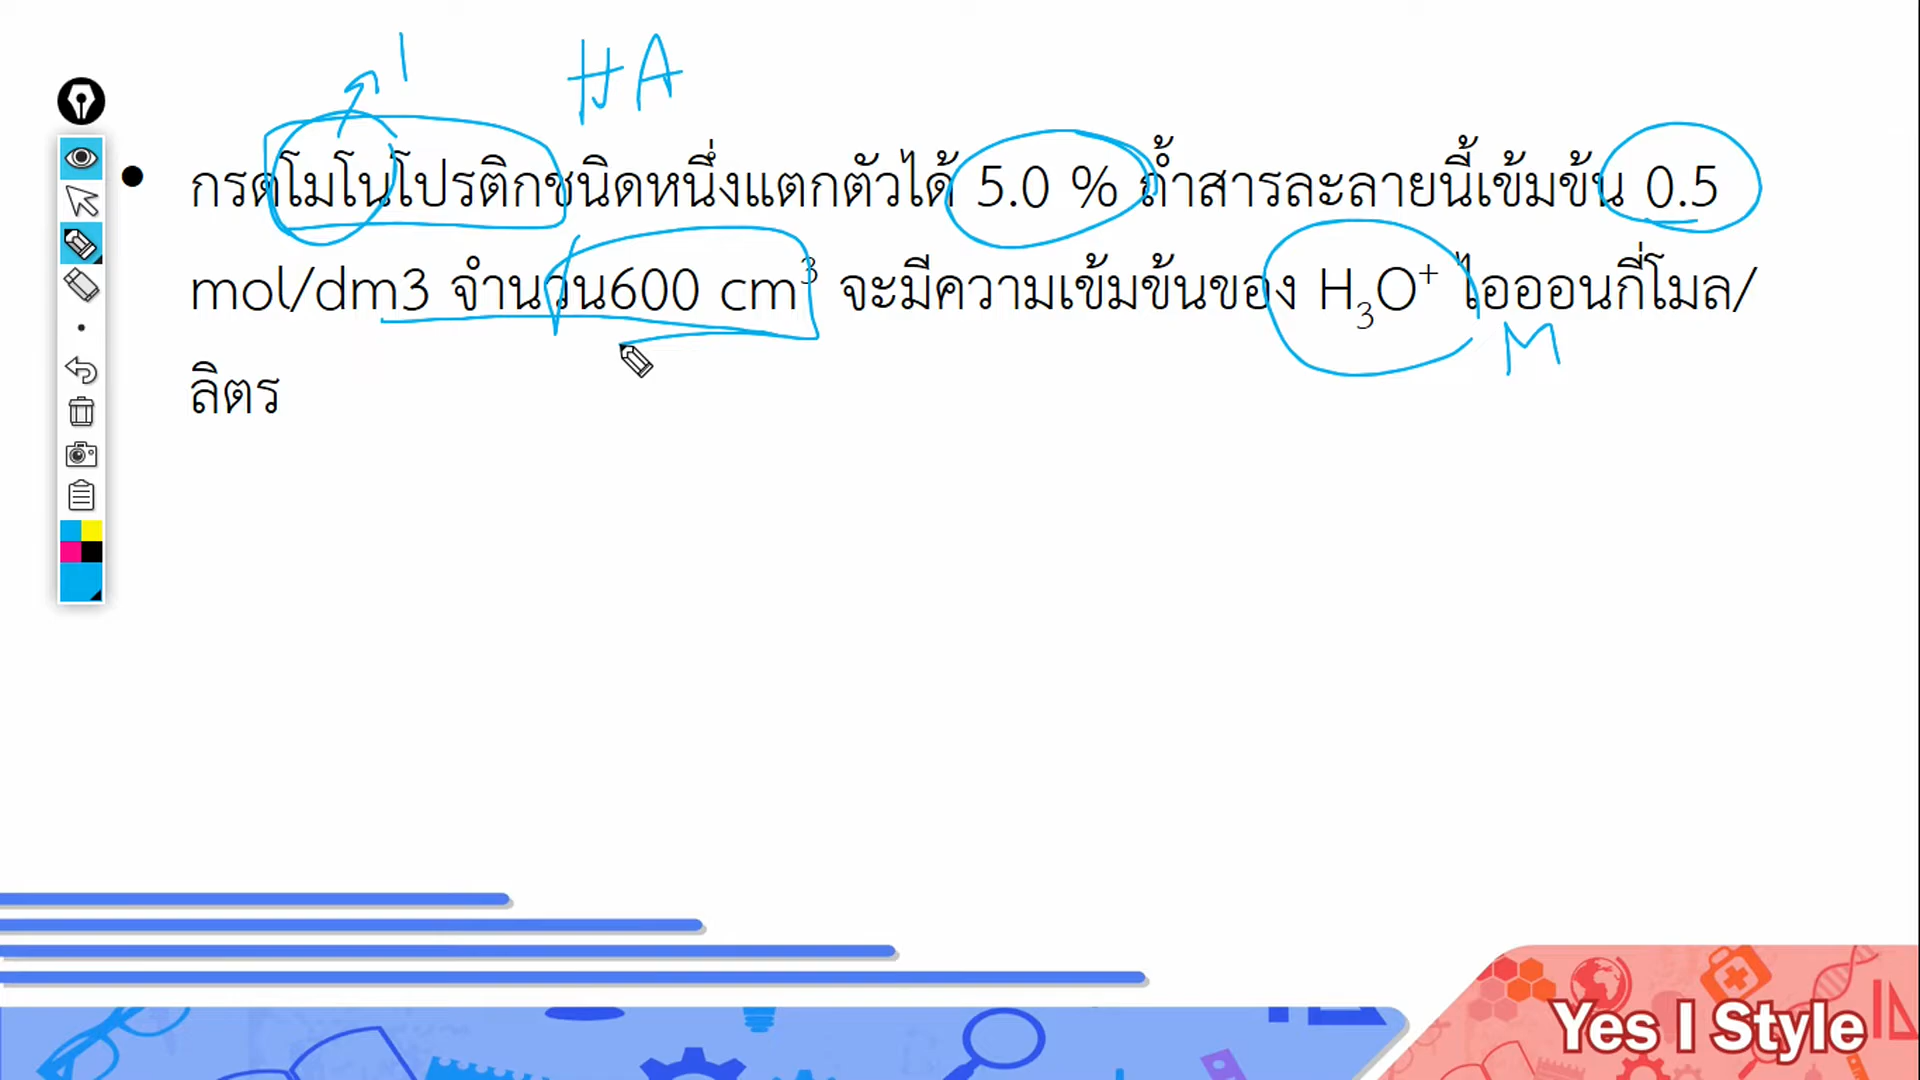 1 HA
• กรดโมโนโปรติกชนิดหนึ่งแตกตัวได้ 5.0 % ถ้าสารละลายนี้เข้มข้น 0.5
mol/dm3 จำนวน600 cm³ จะมีความเข้มข้นของ H₃O⁺ ไอออนกี่โมล/
M
ลิตร
Yes I Style